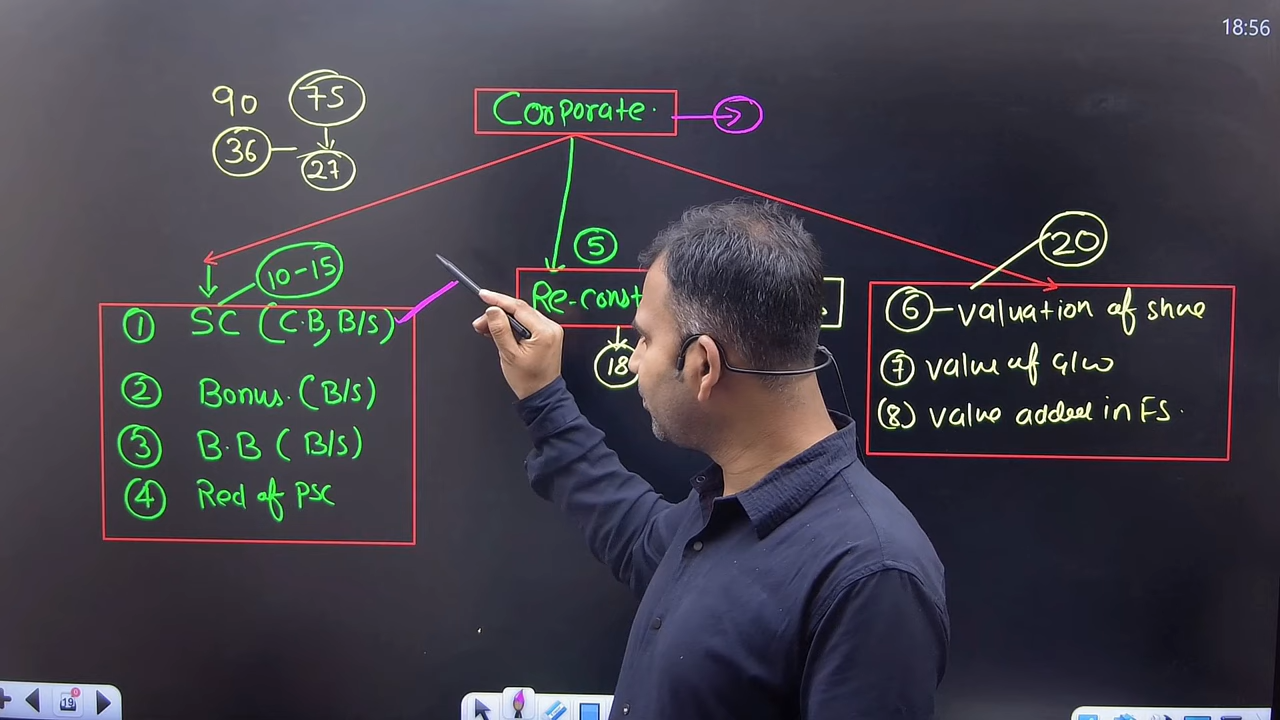 18:56
90 75
36 27
Corporate.
10-15
5
20
1 SC (C.B, B/S)
2 Bonus. (B/S)
3 B.B (B/S)
4 Red of PSC
Re-const
18
6 - valuation of share
7 value of G/w
(8) value added in FS.
19